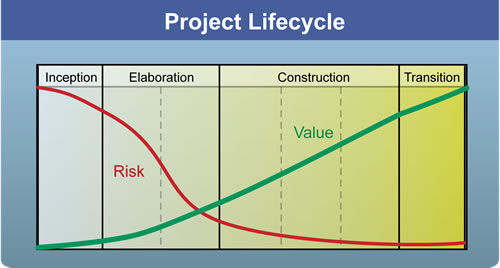 Project Lifecycle
Inception Elaboration Construction Transition
Value
Risk